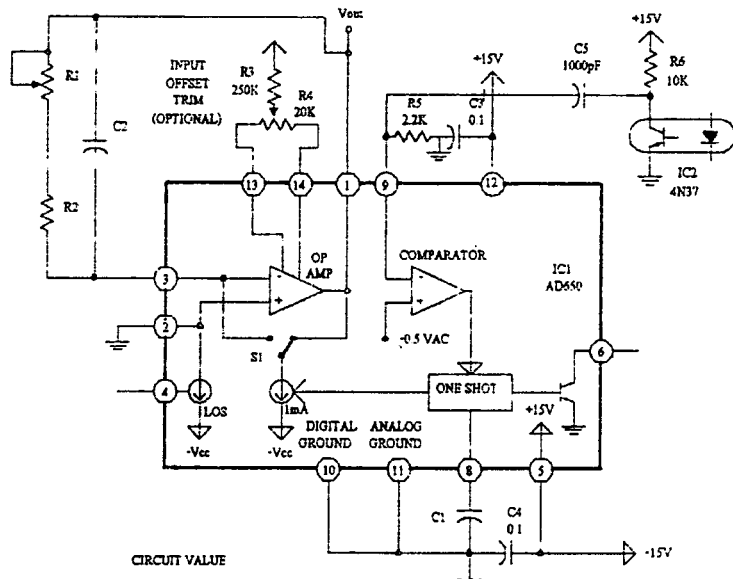 Vout
INPUT
OFFSET
TRIM
(OPTIONAL)
R3
250K
R4
20K
+15V
C5
1000pF
+15V
R6
10K
R1
C2
R5
2.2K
C3
0.1
IC2
4N37
13
14
1
9
12
R2
OP
AMP
COMPARATOR
IC1
AD650
3
-
+
-
+
2
S1
-0.5 VAC
6
4
LOS
1mA
ONE SHOT
+15V
-Vcc
-Vcc
DIGITAL
GROUND
ANALOG
GROUND
10
11
8
5
C1
C4
0.1
-15V
CIRCUIT VALUE